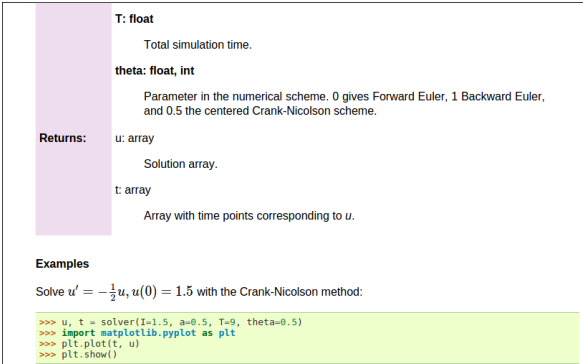 T: float
Total simulation time.
theta: float, int
Parameter in the numerical scheme. 0 gives Forward Euler, 1 Backward Euler,
and 0.5 the centered Crank-Nicolson scheme.
Returns: u: array
Solution array.
t: array
Array with time points corresponding to u.
Examples
Solve u′ = −½u, u(0) = 1.5 with the Crank-Nicolson method:
>>> u, t = solver(I=1.5, a=0.5, T=9, theta=0.5)
>>> import matplotlib.pyplot as plt
>>> plt.plot(t, u)
>>> plt.show()